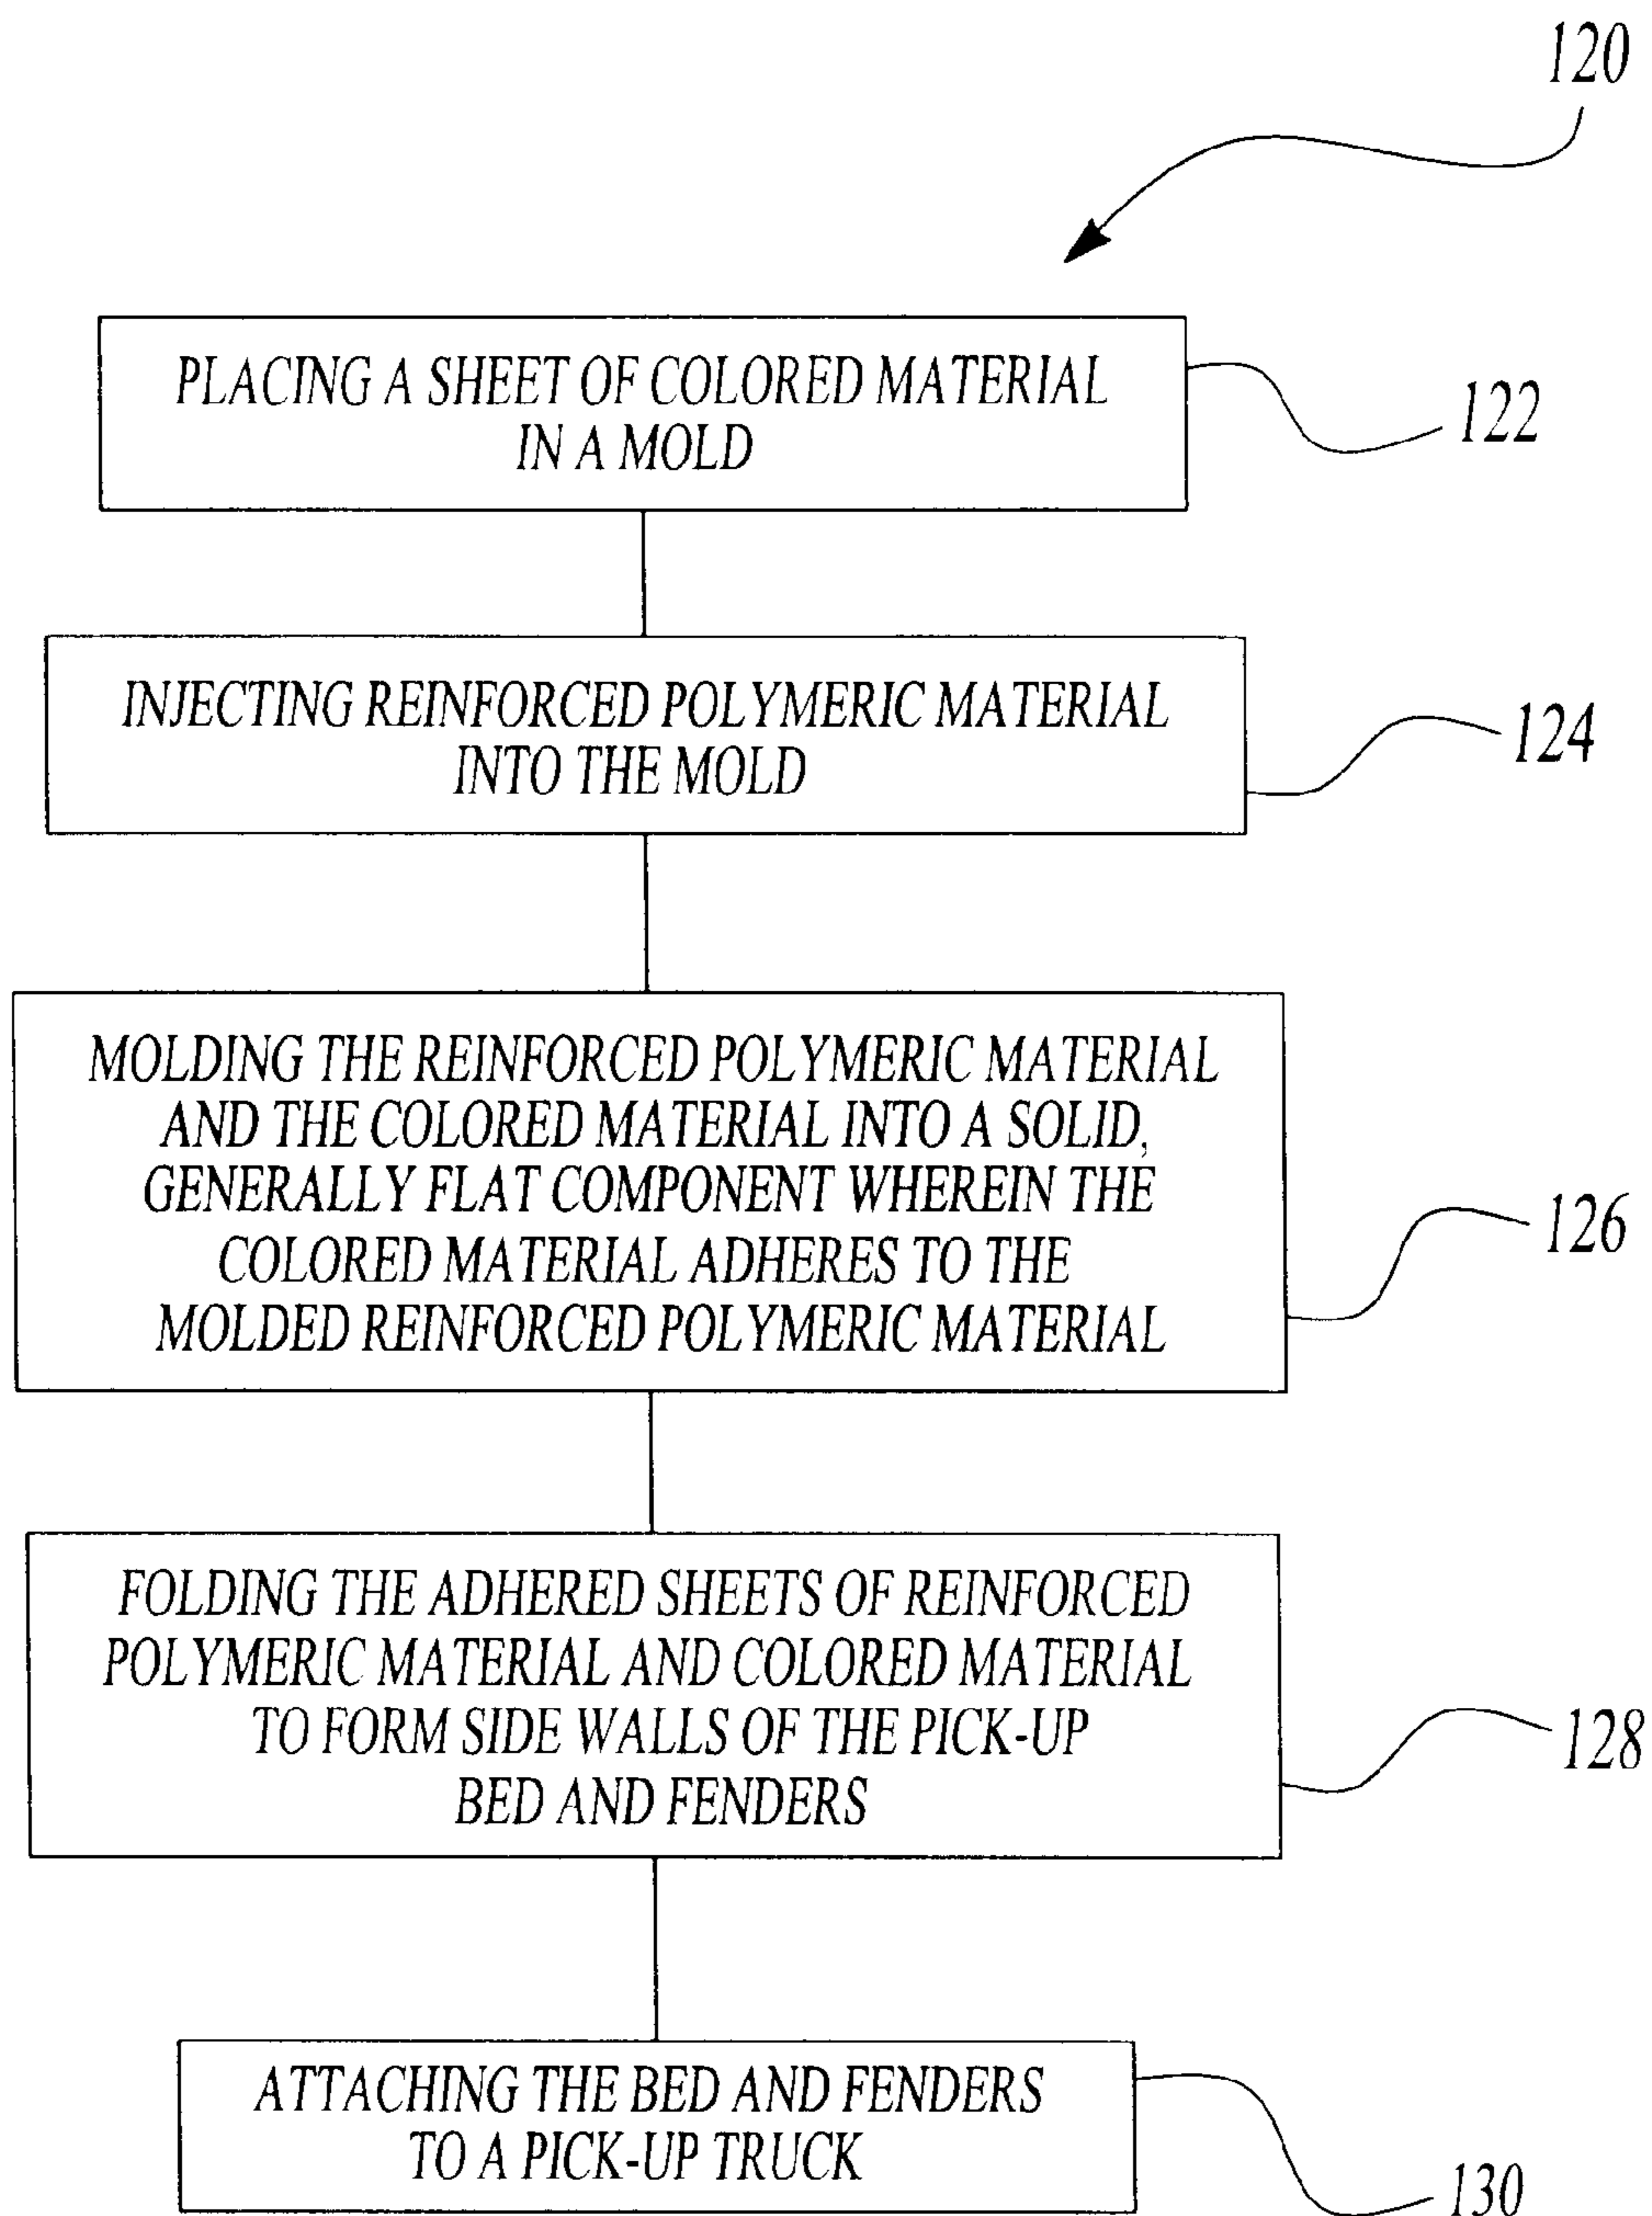 120
PLACING A SHEET OF COLORED MATERIAL
IN A MOLD
122
INJECTING REINFORCED POLYMERIC MATERIAL
INTO THE MOLD
124
MOLDING THE REINFORCED POLYMERIC MATERIAL
AND THE COLORED MATERIAL INTO A SOLID,
GENERALLY FLAT COMPONENT WHEREIN THE
COLORED MATERIAL ADHERES TO THE
MOLDED REINFORCED POLYMERIC MATERIAL
126
FOLDING THE ADHERED SHEETS OF REINFORCED
POLYMERIC MATERIAL AND COLORED MATERIAL
TO FORM SIDE WALLS OF THE PICK-UP
BED AND FENDERS
128
ATTACHING THE BED AND FENDERS
TO A PICK-UP TRUCK
130